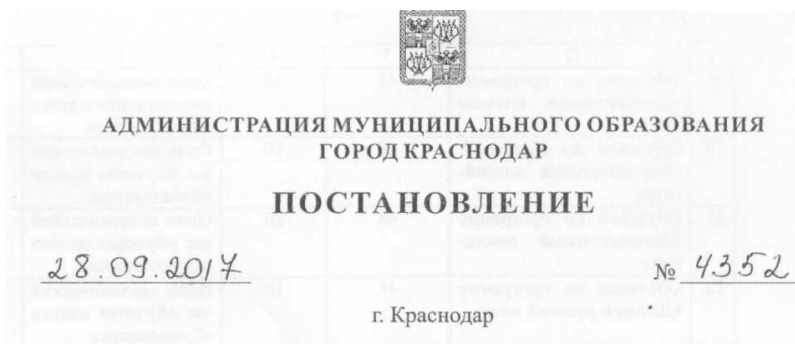 АДМИНИСТРАЦИЯ МУНИЦИПАЛЬНОГО ОБРАЗОВАНИЯ
ГОРОД КРАСНОДАР
ПОСТАНОВЛЕНИЕ
28.09.2017 № 4352
г. Краснодар